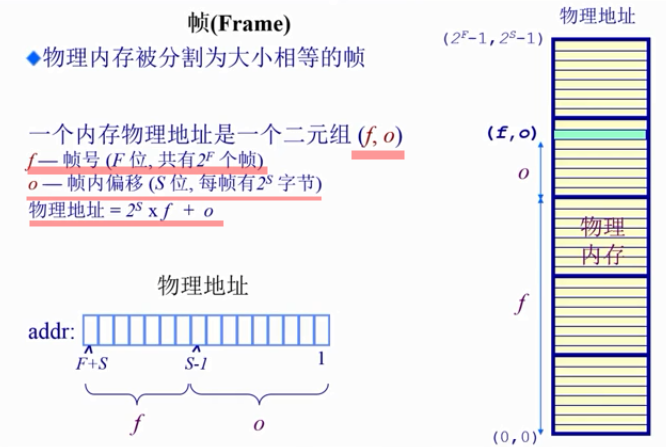 帧(Frame)
物理内存被分割为大小相等的帧
一个内存物理地址是一个二元组 (f, o)
f — 帧号 (F 位, 共有2^F 个帧)
o — 帧内偏移 (S 位, 每帧有2^S 字节)
物理地址 = 2^S x f + o
物理地址
addr:
F+S
S-1
1
f
o
物理地址
(2^F-1, 2^S-1)
(f,o)
o
物理
内存
f
(0,0)